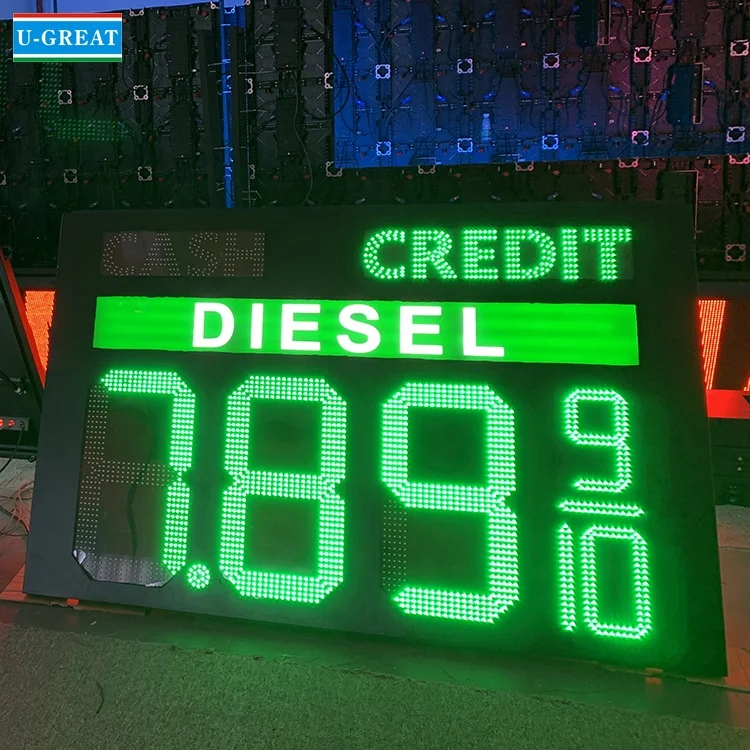 U-GREAT
CASH CREDIT
DIESEL
7.89 9/10